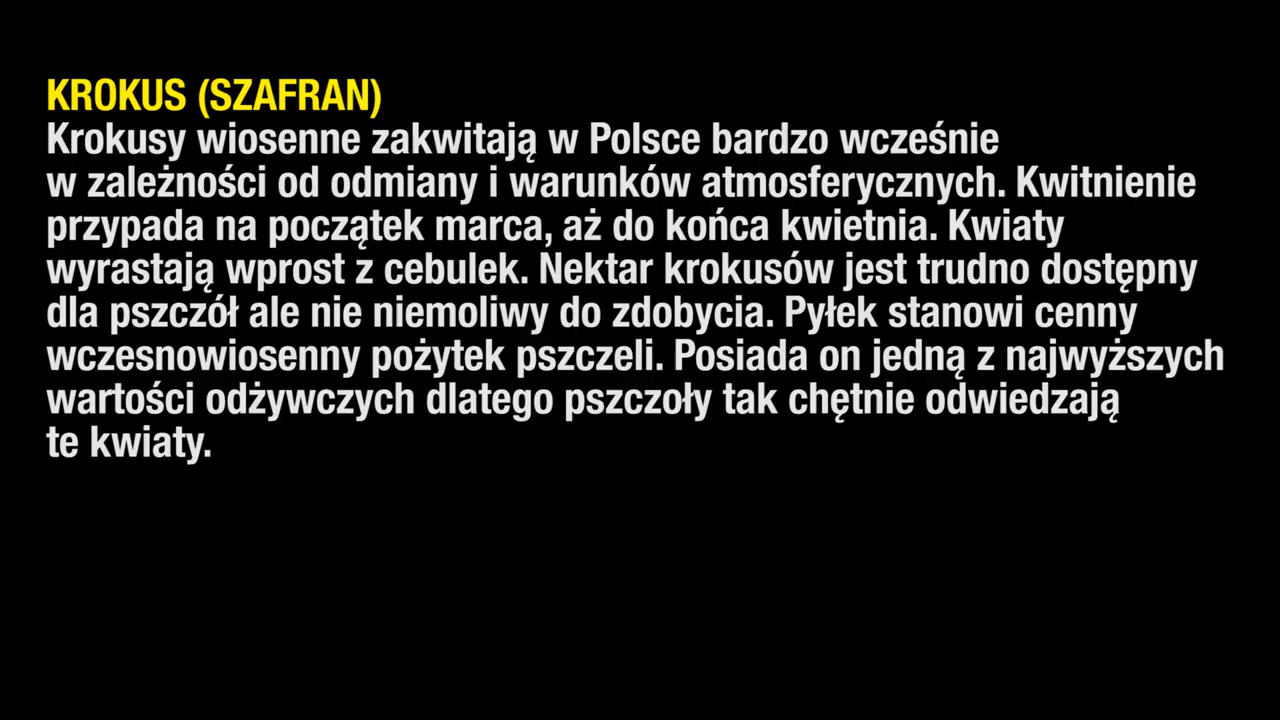 KROKUS (SZAFRAN)
Krokusy wiosenne zakwitają w Polsce bardzo wcześnie
w zależności od odmiany i warunków atmosferycznych. Kwitnienie
przypada na początek marca, aż do końca kwietnia. Kwiaty
wyrastają wprost z cebulek. Nektar krokusów jest trudno dostępny
dla pszczół ale nie niemoliwy do zdobycia. Pyłek stanowi cenny
wczesnowiosenny pożytek pszczeli. Posiada on jedną z najwyższych
wartości odżywczych dlatego pszczoły tak chętnie odwiedzają
te kwiaty.